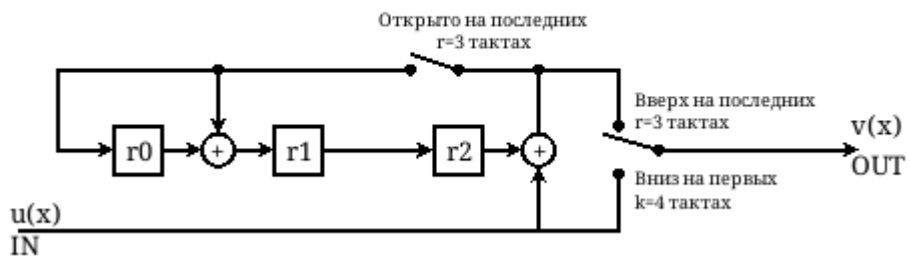 Открыто на последних
r=3 тактах
Вверх на последних
r=3 тактах
v(x)
OUT
r0
+
r1
r2
+
Вниз на первых
k=4 тактах
u(x)
IN